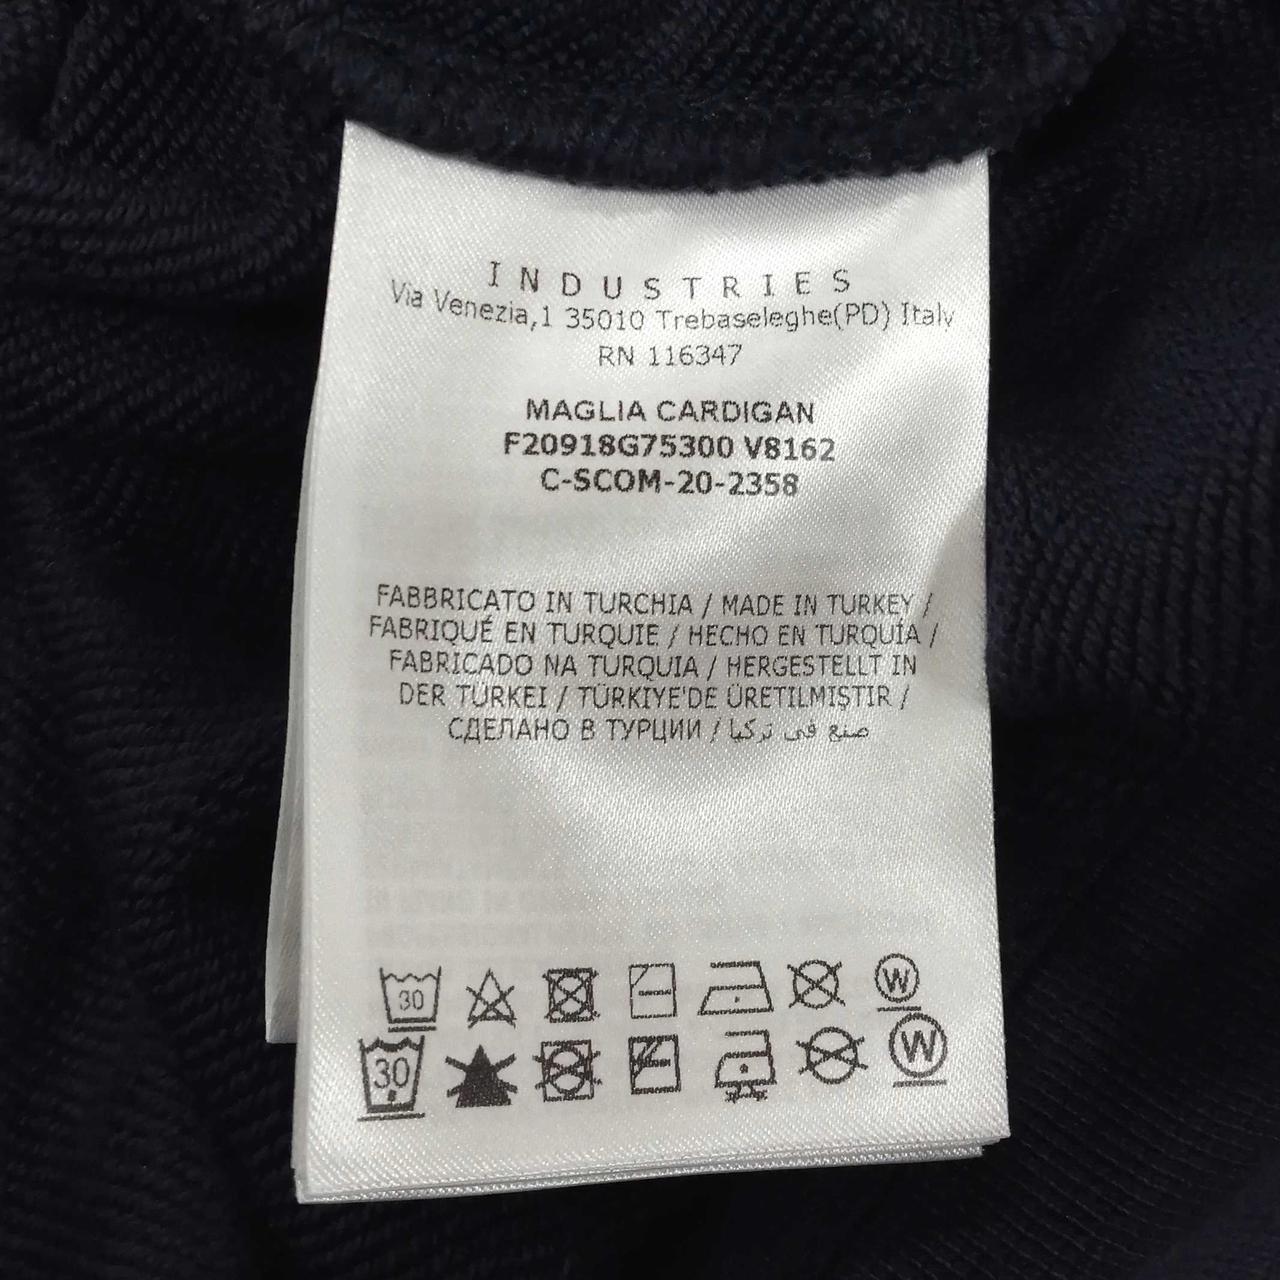 INDUSTRIES
Via Venezia,1 35010 Trebaseleghe(PD) Italy
RN 116347
MAGLIA CARDIGAN
F20918G75300 V8162
C-SCOM-20-2358
FABBRICATO IN TURCHIA / MADE IN TURKEY /
FABRIQUÉ EN TURQUIE / HECHO EN TURQUÍA /
FABRICADO NA TURQUIA / HERGESTELLT IN
DER TÜRKEI / TÜRKIYE'DE ÜRETILMIŞTIR /
СДЕЛАНО В ТУРЦИИ / صنع في تركيا
30 W
30 W